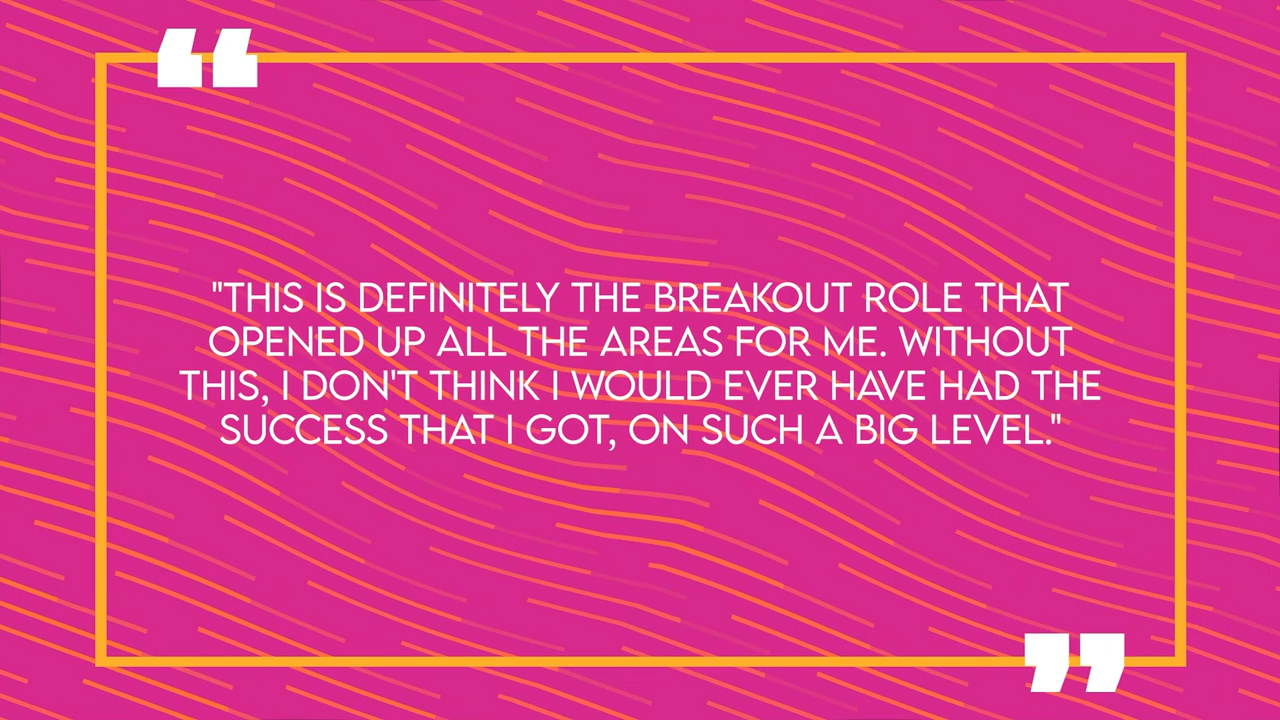 "THIS IS DEFINITELY THE BREAKOUT ROLE THAT
OPENED UP ALL THE AREAS FOR ME. WITHOUT
THIS, I DON'T THINK I WOULD EVER HAVE HAD THE
SUCCESS THAT I GOT, ON SUCH A BIG LEVEL."